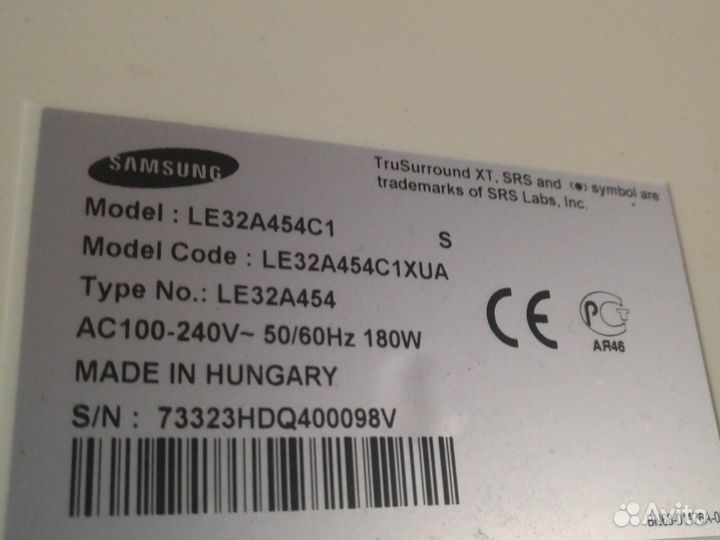 SAMSUNG
TruSurround XT, SRS and (●) symbol are
trademarks of SRS Labs, Inc.
Model : LE32A454C1
S
Model Code : LE32A454C1XUA
Type No.: LE32A454
AC100-240V~ 50/60Hz 180W
CE
РСТ
AR46
MADE IN HUNGARY
S/N : 73323HDQ400098V
Avito